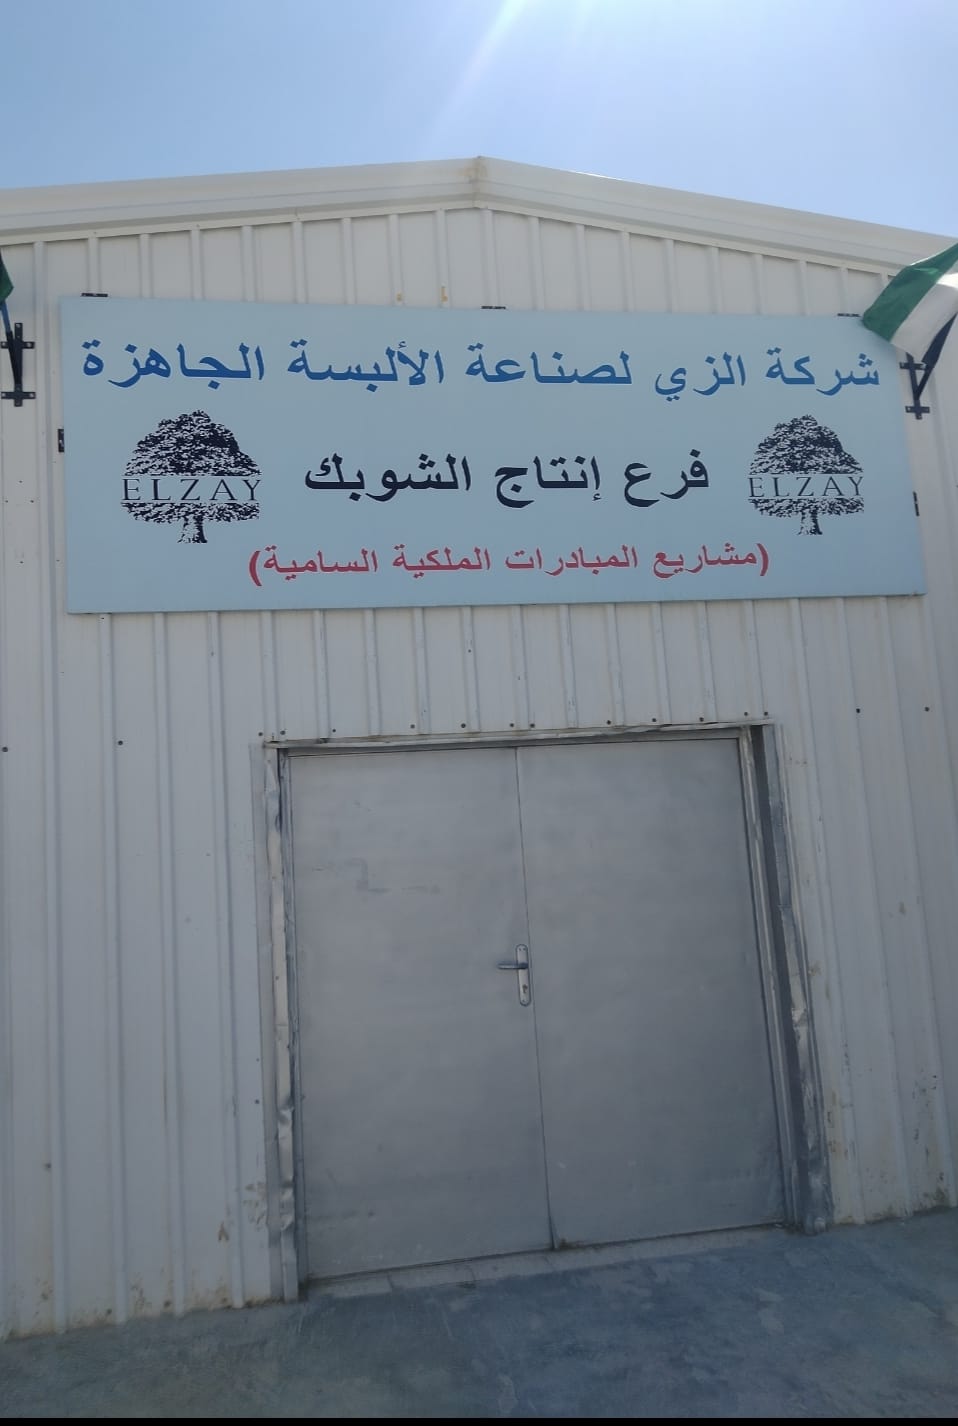 شركة الزي لصناعة الألبسة الجاهزة
فرع إنتاج الشوبك
ELZAY
ELZAY
(مشاريع المبادرات الملكية السامية)